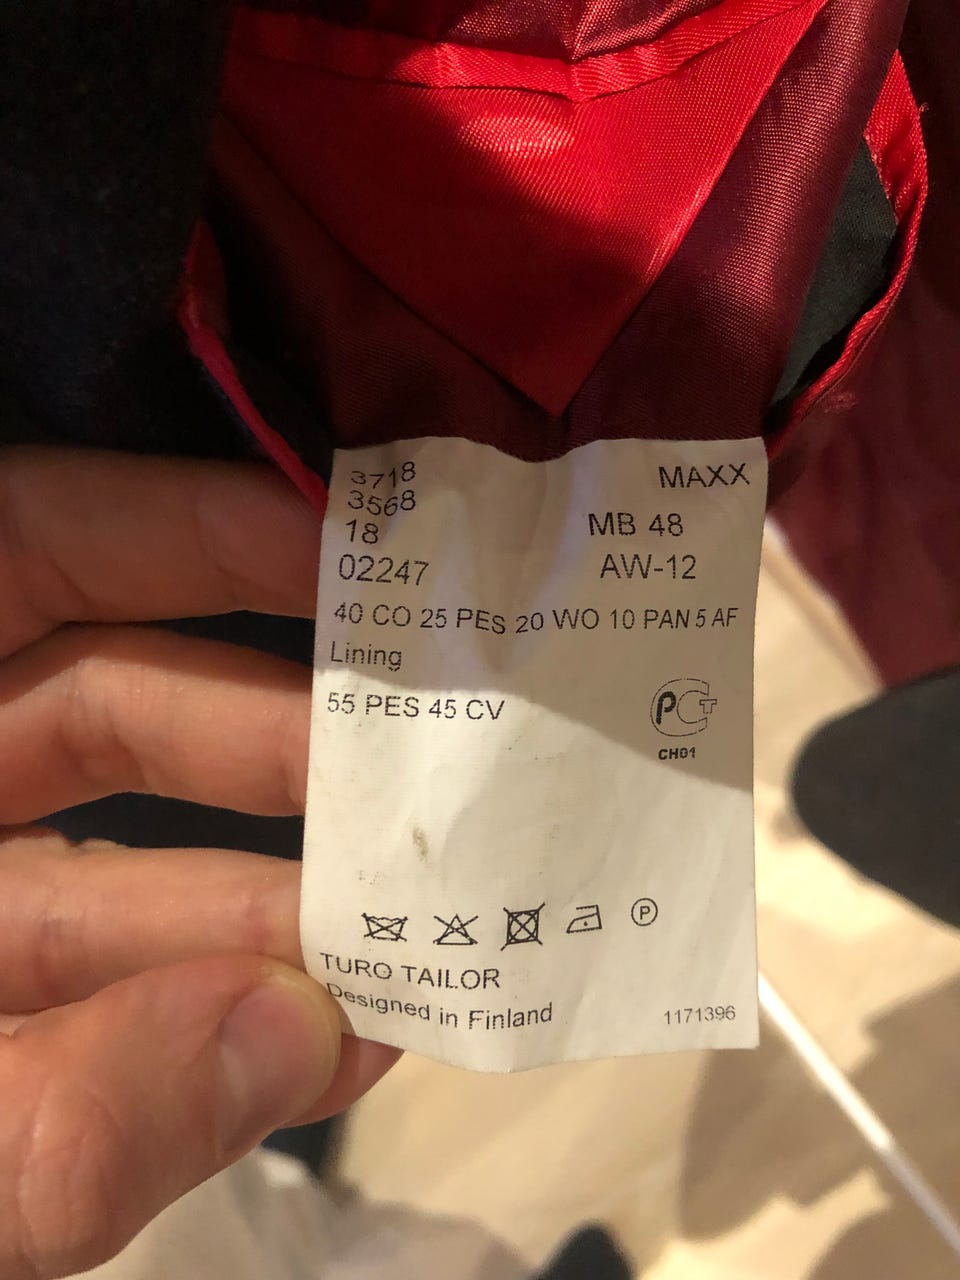 3718 MAXX
3568
18 MB 48
02247 AW-12
40 CO 25 PES 20 WO 10 PAN 5 AF
Lining
55 PES 45 CV
PCT
CH01
P
TURO TAILOR
Designed in Finland
1171396